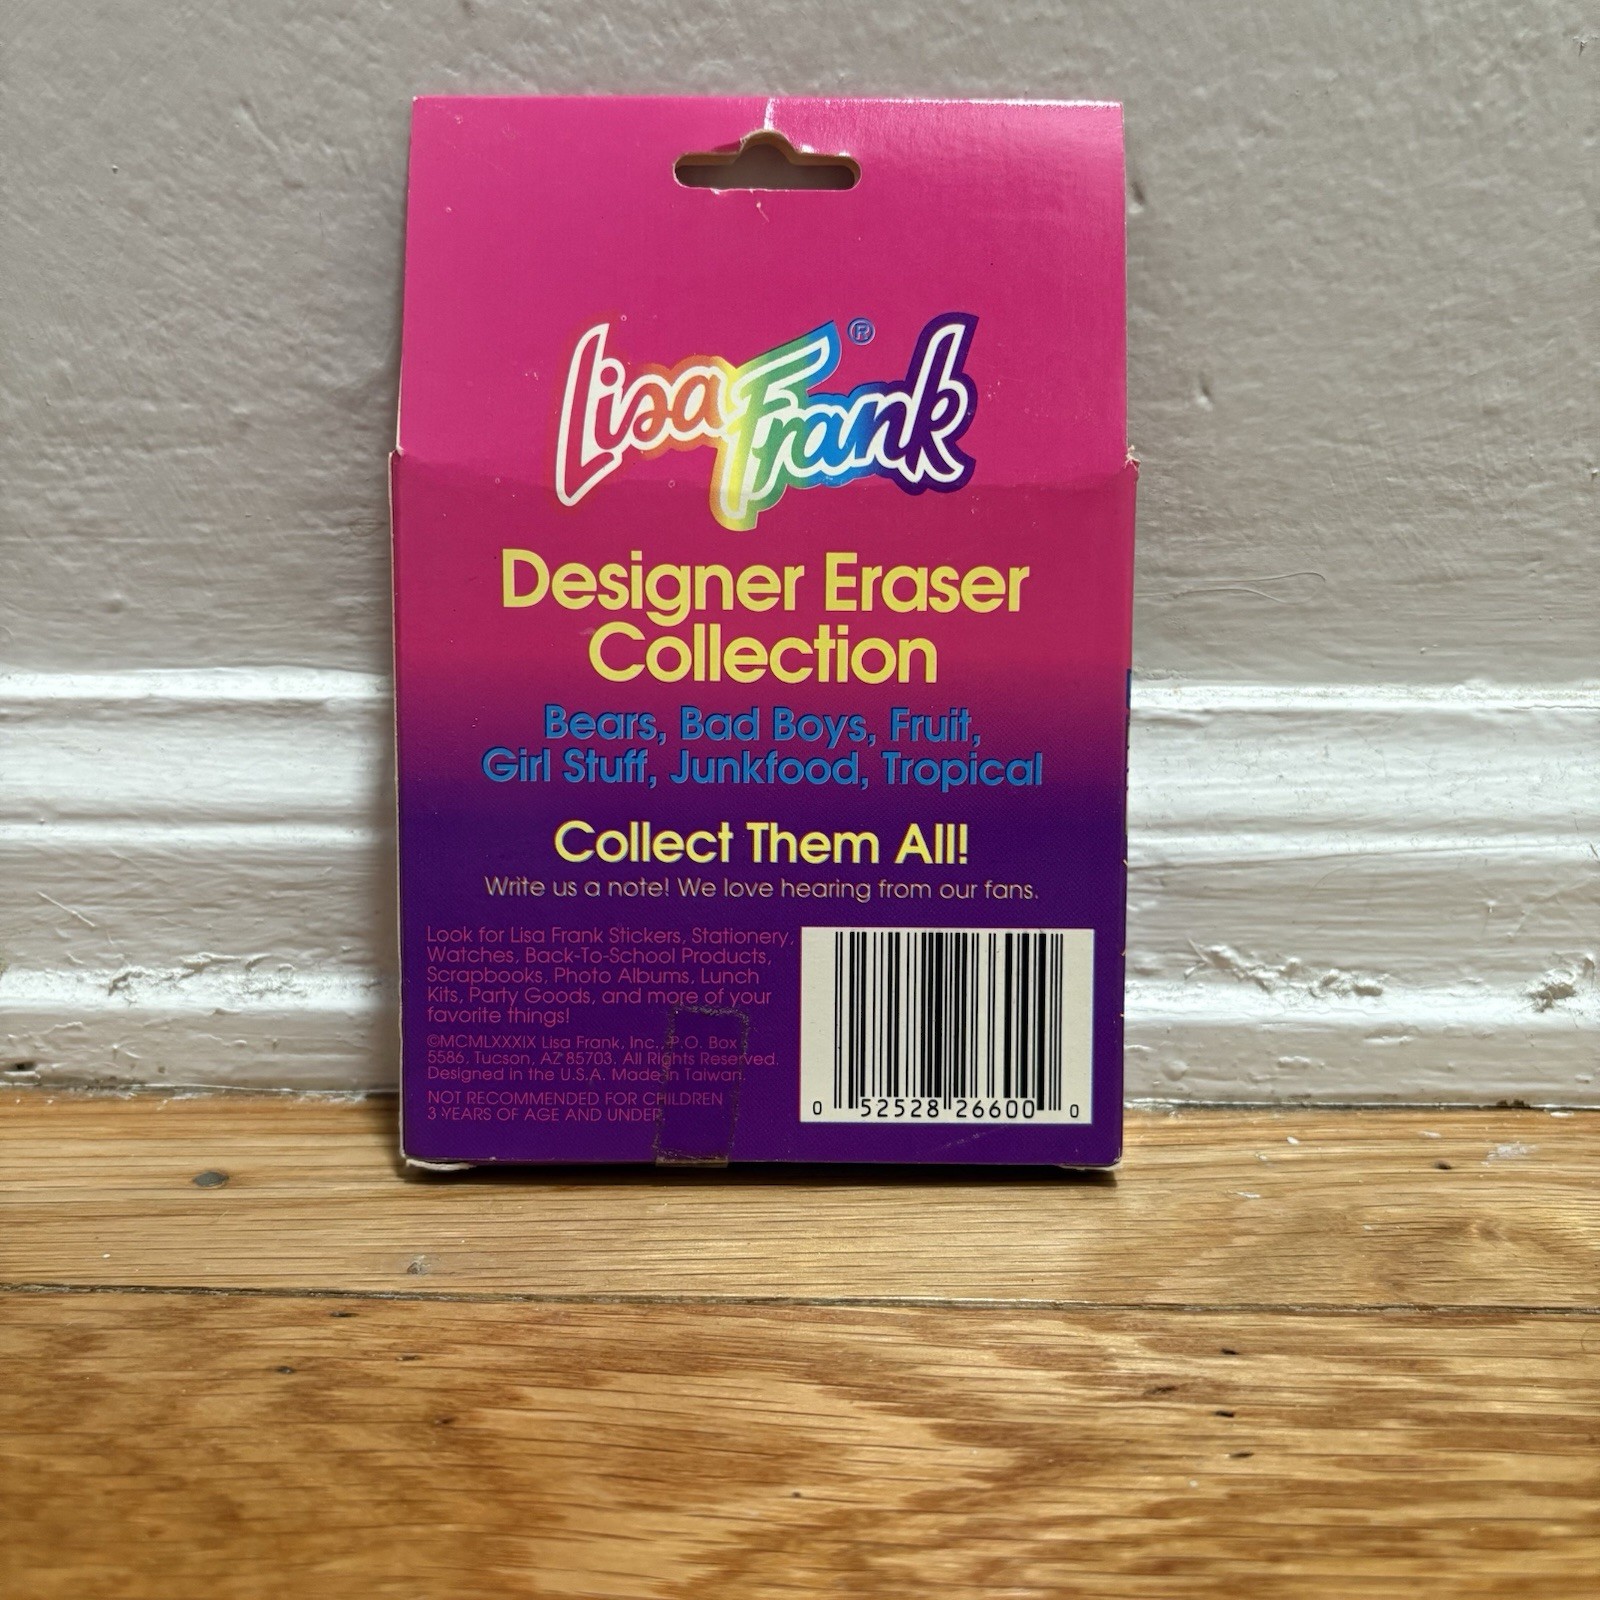 Lisa Frank®
Designer Eraser
Collection
Bears, Bad Boys, Fruit,
Girl Stuff, Junkfood, Tropical
Collect Them All!
Write us a note! We love hearing from our fans.
Look for Lisa Frank Stickers, Stationery,
Watches, Back-To-School Products,
Scrapbooks, Photo Albums, Lunch
Kits, Party Goods, and more of your
favorite things!
©MCMLXXXIX Lisa Frank, Inc., P.O. Box
5586, Tucson, AZ 85703. All Rights Reserved.
Designed in the U.S.A. Made in Taiwan.
NOT RECOMMENDED FOR CHILDREN
3 YEARS OF AGE AND UNDER
0 52528 26600 0